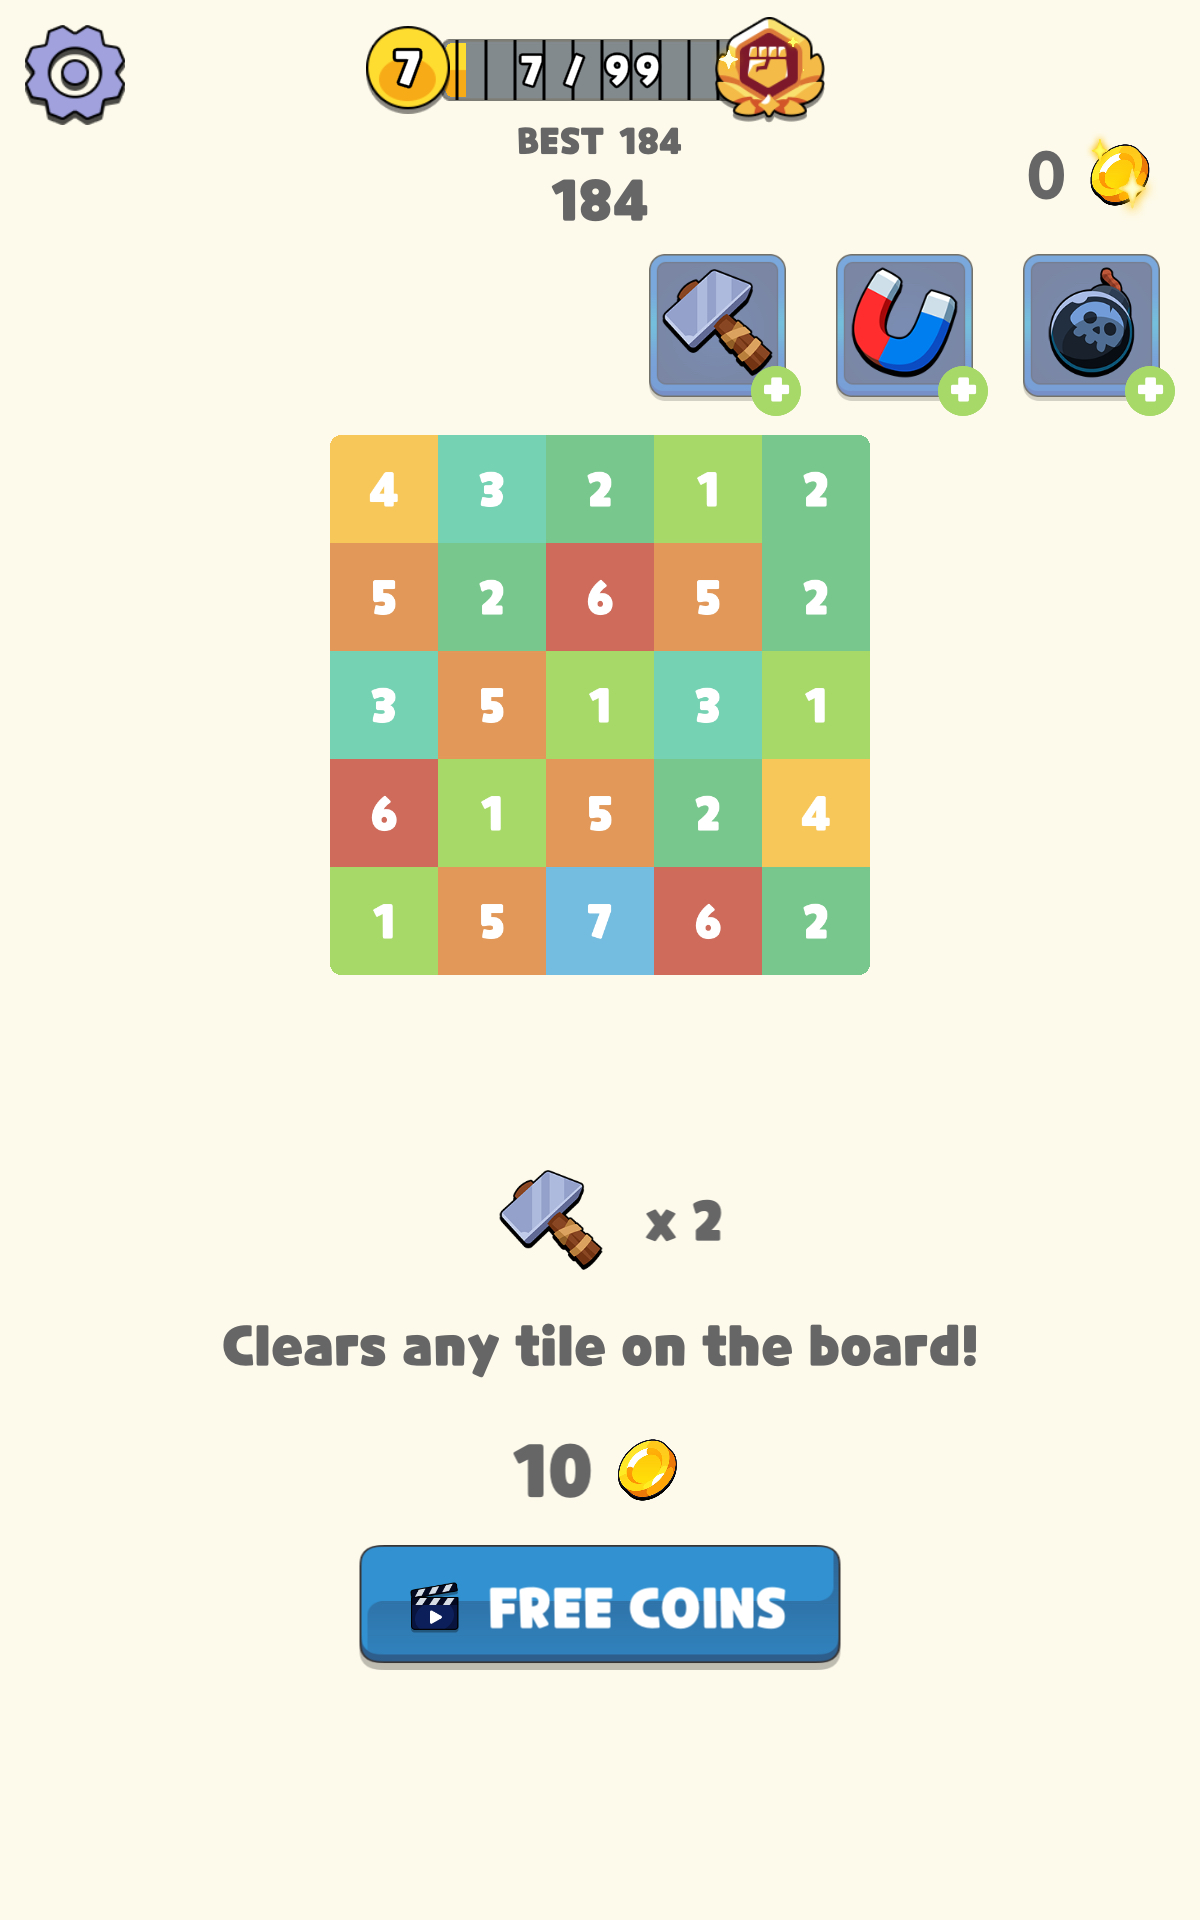 7 7 / 99
BEST 184
184
0
4 3 2 1 2
5 2 6 5 2
3 5 1 3 1
6 1 5 2 4
1 5 7 6 2
x 2
Clears any tile on the board!
10
FREE COINS